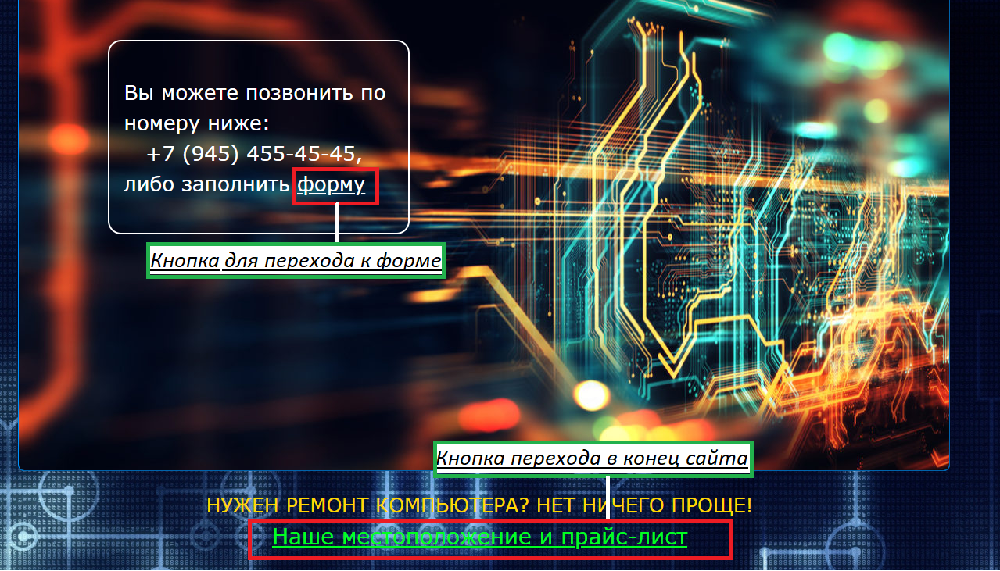 Вы можете позвонить по
номеру ниже:
+7 (945) 455-45-45,
либо заполнить форму
Кнопка для перехода к форме
Кнопка перехода в конец сайта
НУЖЕН РЕМОНТ КОМПЬЮТЕРА? НЕТ НИЧЕГО ПРОЩЕ!
Наше местоположение и прайс-лист